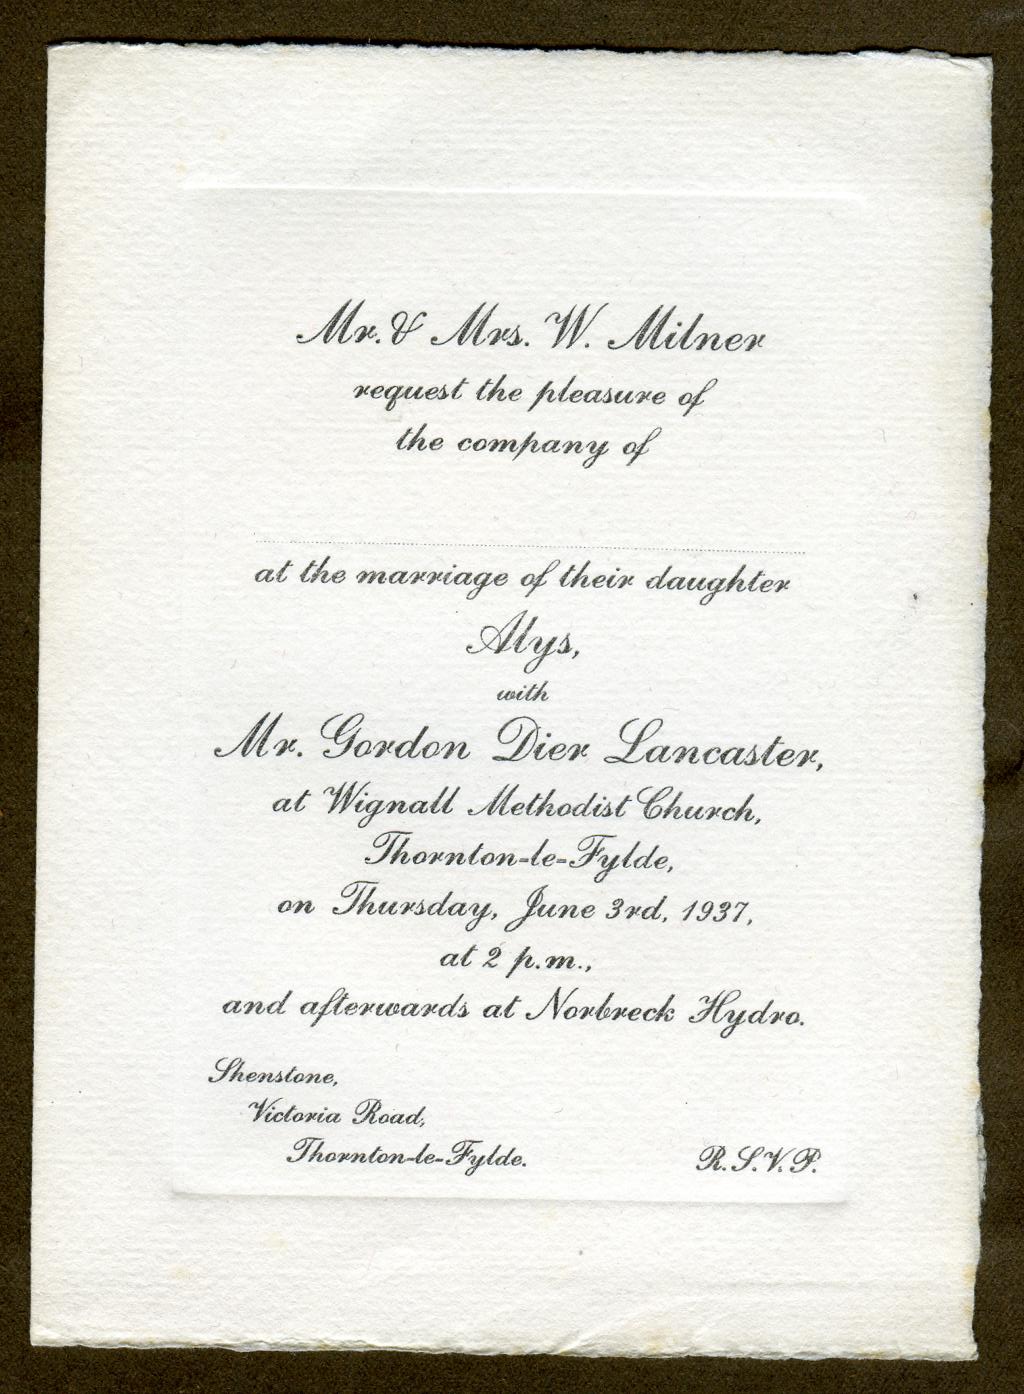 Mr. & Mrs. W. Milner
request the pleasure of
the company of
at the marriage of their daughter
Alys,
with
Mr. Gordon Dier Lancaster,
at Wignall Methodist Church,
Thornton-le-Fylde,
on Thursday, June 3rd, 1937,
at 2 p.m.,
and afterwards at Norbreck Hydro.
Shenstone,
Victoria Road,
Thornton-le-Fylde.
R.S.V.P.